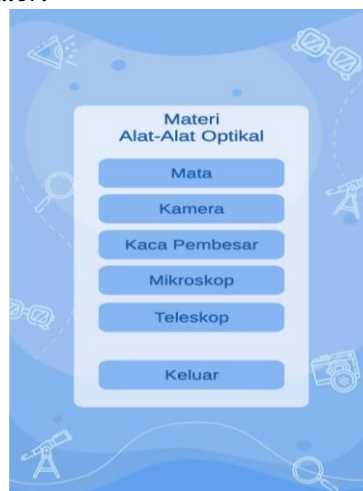 Materi
Alat-Alat Optikal
Mata
Kamera
Kaca Pembesar
Mikroskop
Teleskop
Keluar